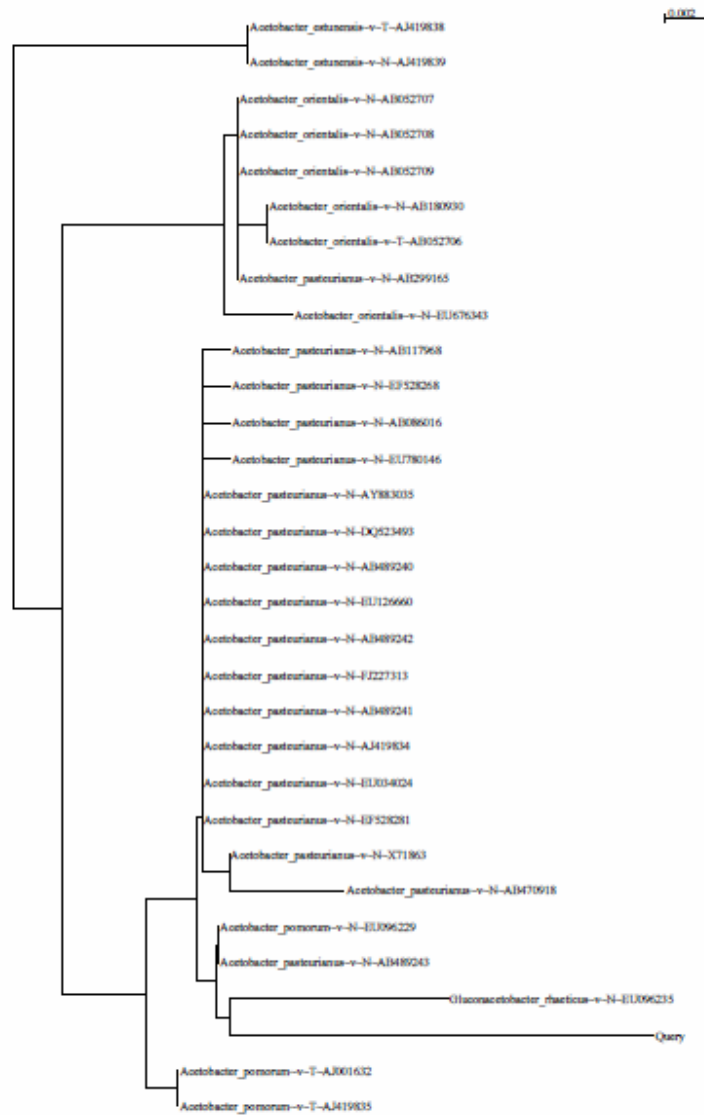 0.002
Acetobacter_estunensis-v-T-AJ419838
Acetobacter_estunensis-v-N-AJ419839
Acetobacter_orientalis-v-N-AB052707
Acetobacter_orientalis-v-N-AB052708
Acetobacter_orientalis-v-N-AB052709
Acetobacter_orientalis-v-N-AB180930
Acetobacter_orientalis-v-T-AB052706
Acetobacter_pasteurianus-v-N-AB299165
Acetobacter_orientalis-v-N-EU676343
Acetobacter_pasteurianus-v-N-AB117968
Acetobacter_pasteurianus-v-N-EF528268
Acetobacter_pasteurianus-v-N-AB086016
Acetobacter_pasteurianus-v-N-EU780146
Acetobacter_pasteurianus-v-N-AY883035
Acetobacter_pasteurianus-v-N-DQ523493
Acetobacter_pasteurianus-v-N-AB489240
Acetobacter_pasteurianus-v-N-EU126660
Acetobacter_pasteurianus-v-N-AB489242
Acetobacter_pasteurianus-v-N-FJ227313
Acetobacter_pasteurianus-v-N-AB489241
Acetobacter_pasteurianus-v-N-AJ419834
Acetobacter_pasteurianus-v-N-EU034024
Acetobacter_pasteurianus-v-N-EF528281
Acetobacter_pasteurianus-v-N-X71863
Acetobacter_pasteurianus-v-N-AB470918
Acetobacter_pomorum-v-N-EU096229
Acetobacter_pasteurianus-v-N-AB489243
Gluconacetobacter_rhaeticus-v-N-EU096235
Query
Acetobacter_pomorum-v-T-AJ001632
Acetobacter_pomorum-v-T-AJ419835